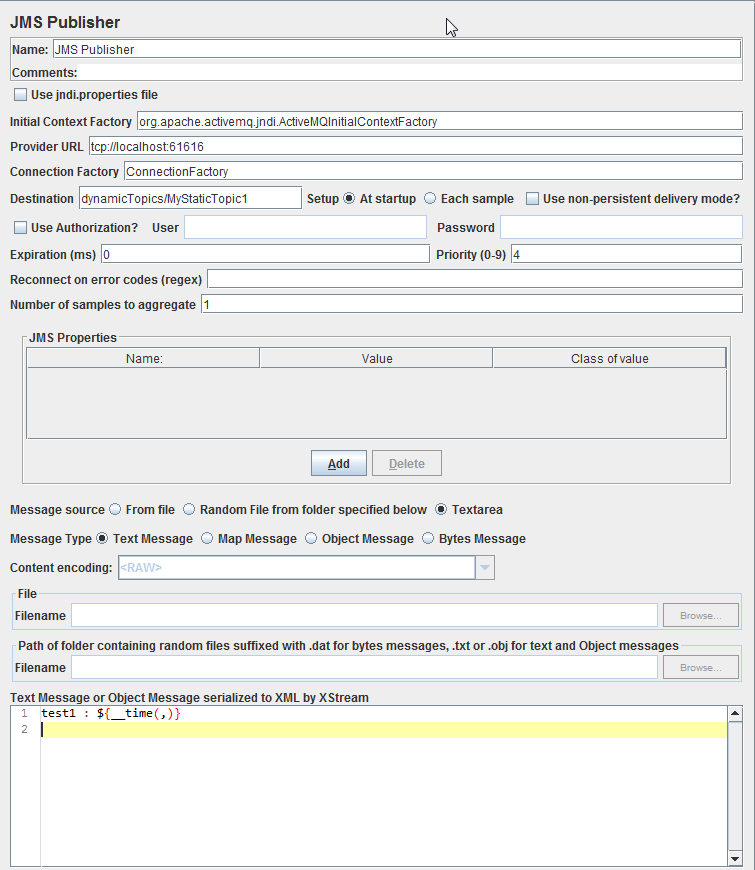 JMS Publisher
Name: JMS Publisher
Comments:
Use jndi.properties file
Initial Context Factory org.apache.activemq.jndi.ActiveMQInitialContextFactory
Provider URL tcp://localhost:61616
Connection Factory ConnectionFactory
Destination dynamicTopics/MyStaticTopic1 Setup At startup Each sample Use non-persistent delivery mode?
Use Authorization? User Password
Expiration (ms) 0 Priority (0-9) 4
Reconnect on error codes (regex)
Number of samples to aggregate 1
JMS Properties
Name: Value Class of value
Add Delete
Message source From file Random File from folder specified below Textarea
Message Type Text Message Map Message Object Message Bytes Message
Content encoding: <RAW>
File
Filename Browse...
Path of folder containing random files suffixed with .dat for bytes messages, .txt or .obj for text and Object messages
Filename Browse...
Text Message or Object Message serialized to XML by XStream
1 test1 : ${__time(,)}
2